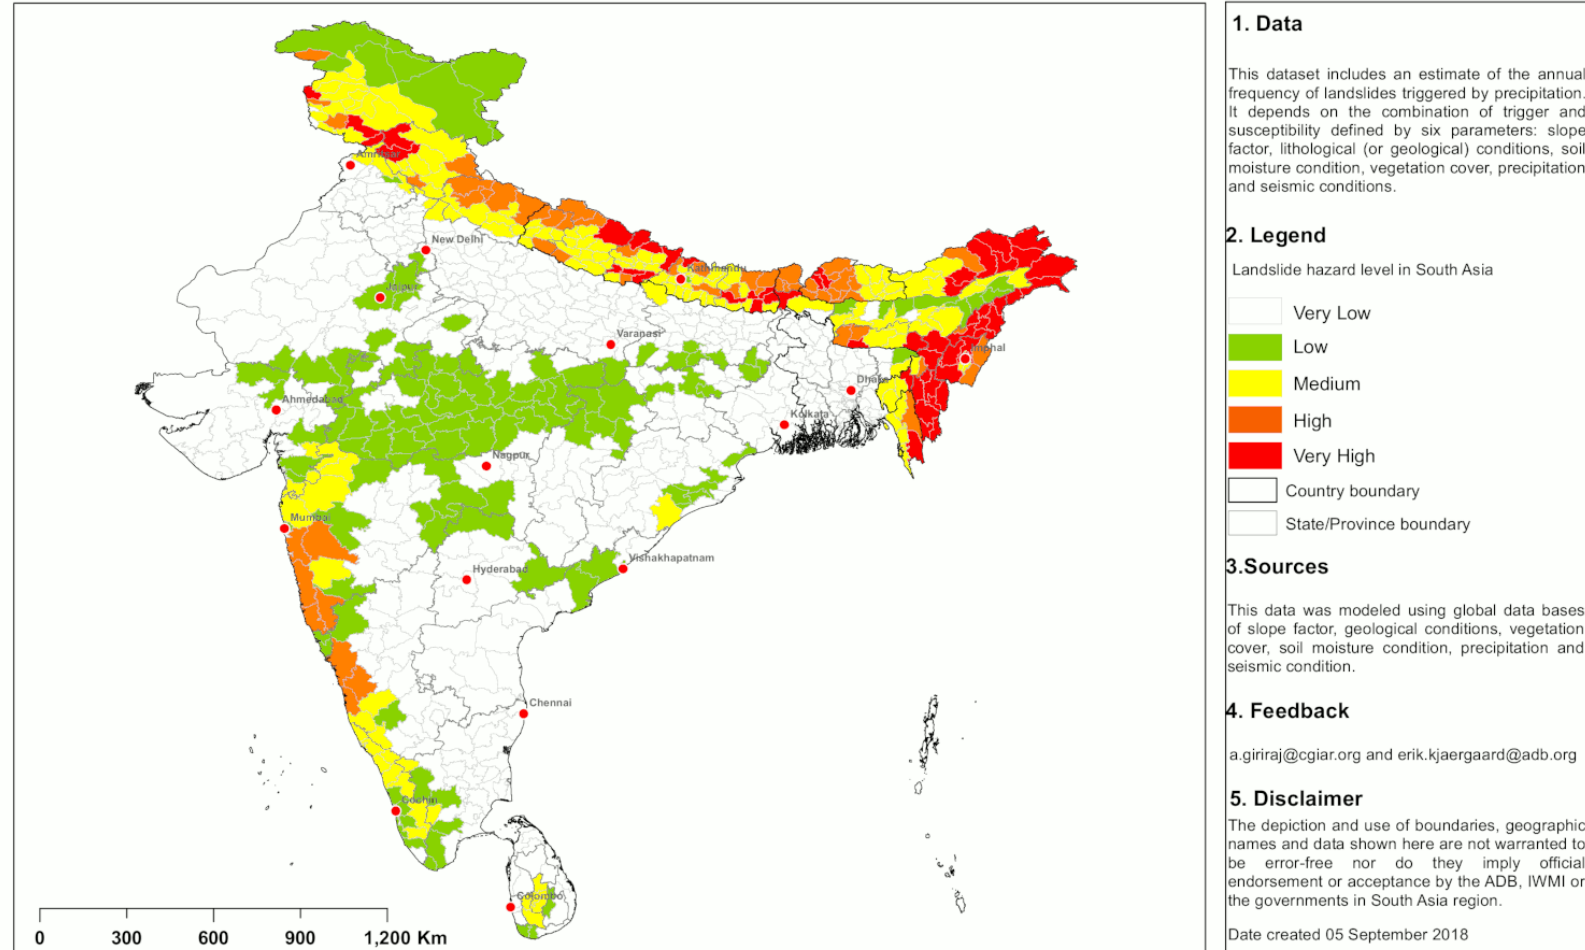 Amritsar
New Delhi
Jaipur
Kathmandu
Varanasi
Imphal
Dhaka
Ahmedabad
Kolkata
Nagpur
Mumbai
Vishakhapatnam
Hyderabad
Chennai
Cochin
Colombo
0 300 600 900 1,200 Km
1. Data
This dataset includes an estimate of the annual
frequency of landslides triggered by precipitation.
It depends on the combination of trigger and
susceptibility defined by six parameters: slope
factor, lithological (or geological) conditions, soil
moisture condition, vegetation cover, precipitation
and seismic conditions.
2. Legend
Landslide hazard level in South Asia
Very Low
Low
Medium
High
Very High
Country boundary
State/Province boundary
3.Sources
This data was modeled using global data bases
of slope factor, geological conditions, vegetation
cover, soil moisture condition, precipitation and
seismic condition.
4. Feedback
a.giriraj@cgiar.org and erik.kjaergaard@adb.org
5. Disclaimer
The depiction and use of boundaries, geographic
names and data shown here are not warranted to
be error-free nor do they imply official
endorsement or acceptance by the ADB, IWMI or
the governments in South Asia region.
Date created 05 September 2018